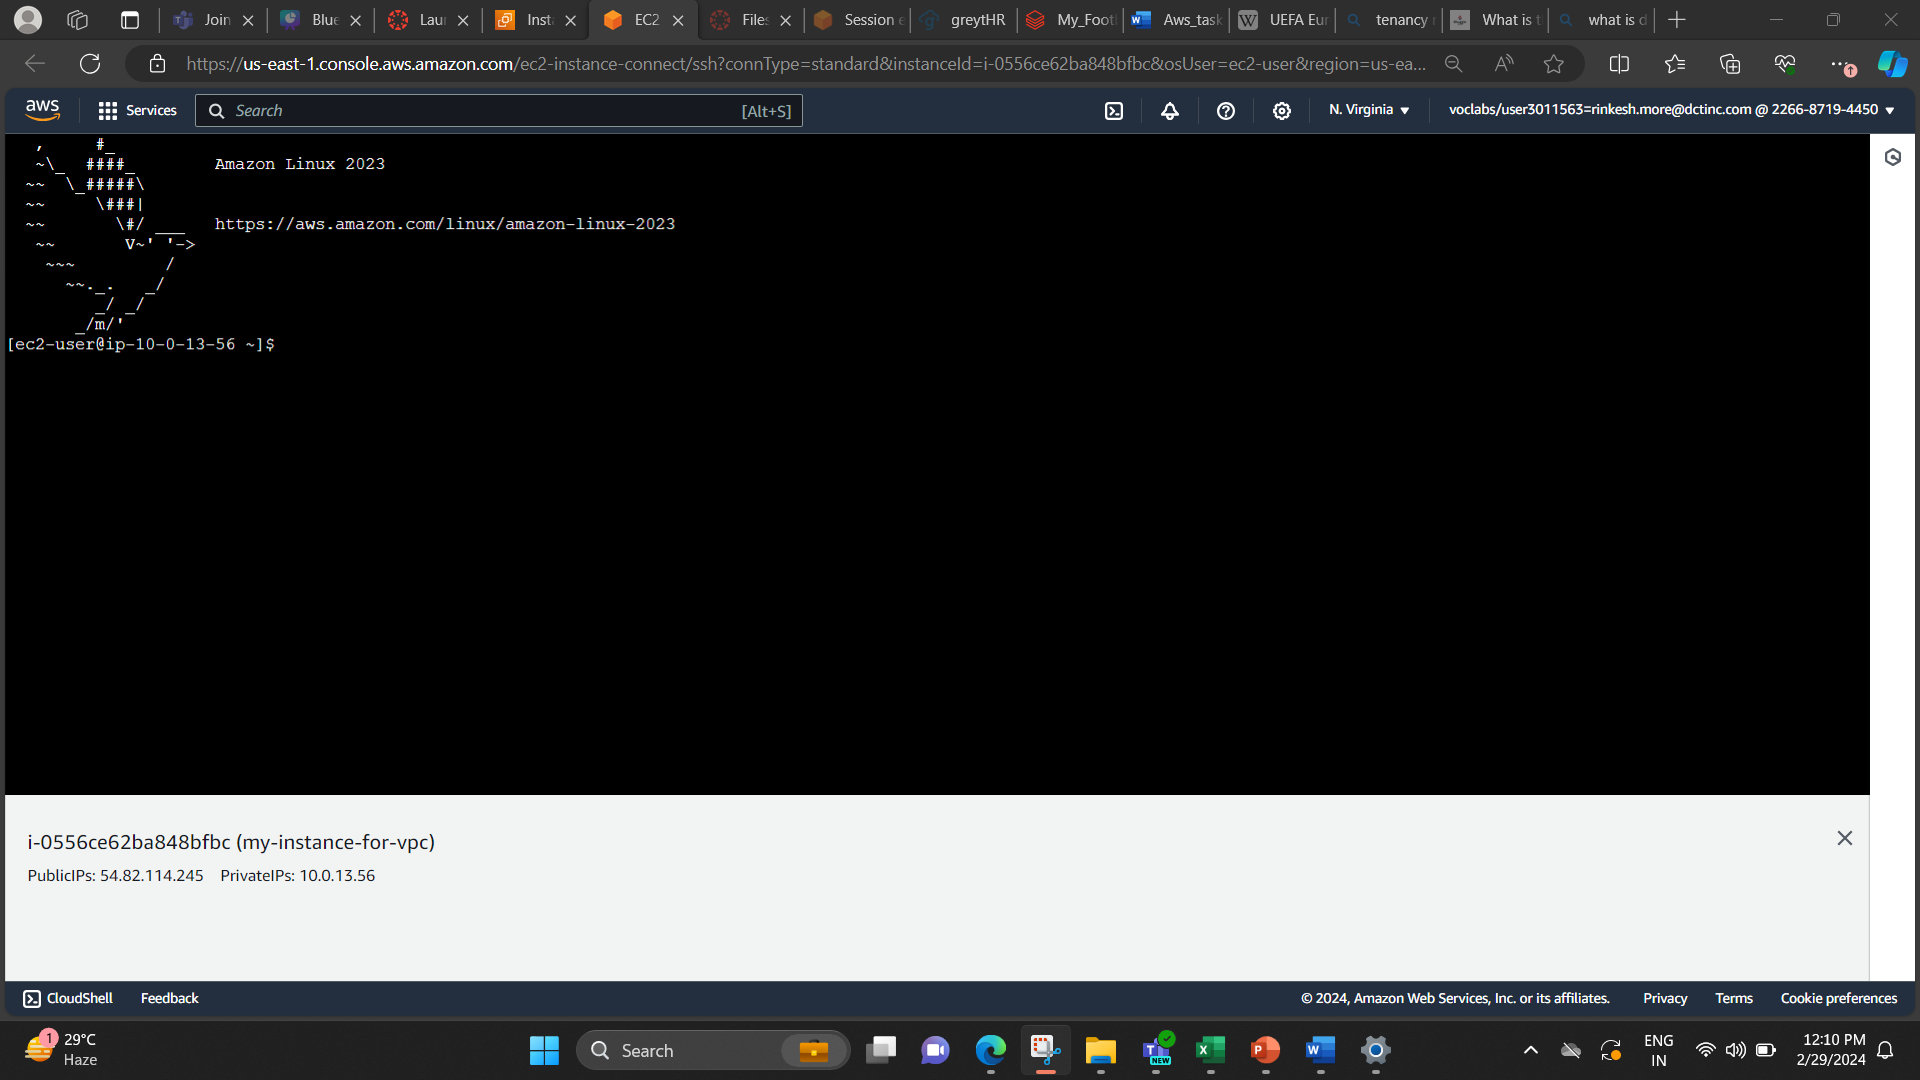 Join
Blue
Laun
Insta
EC2
Files
Session e
greytHR
My_Foot
Aws_task
UEFA Eur
tenancy
What is t
what is d
https://us-east-1.console.aws.amazon.com/ec2-instance-connect/ssh?connType=standard&instanceId=i-0556ce62ba848bfbc&osUser=ec2-user&region=us-ea...
aws
Services
Search
[Alt+S]
N. Virginia
voclabs/user3011563=rinkesh.more@dctinc.com @ 2266-8719-4450
   ,     #_
   ~\_  ####_        Amazon Linux 2023
  ~~  \_#####\
  ~~     \###|
  ~~       \#/ ___   https://aws.amazon.com/linux/amazon-linux-2023
   ~~       V~' '->
    ~~~         /
      ~~._.   _/
         _/ _/
       _/m/'
[ec2-user@ip-10-0-13-56 ~]$
i-0556ce62ba848bfbc (my-instance-for-vpc)
PublicIPs: 54.82.114.245 PrivateIPs: 10.0.13.56
CloudShell
Feedback
© 2024, Amazon Web Services, Inc. or its affiliates.
Privacy
Terms
Cookie preferences
1
29°C
Haze
Search
NEW
ENG
IN
12:10 PM
2/29/2024